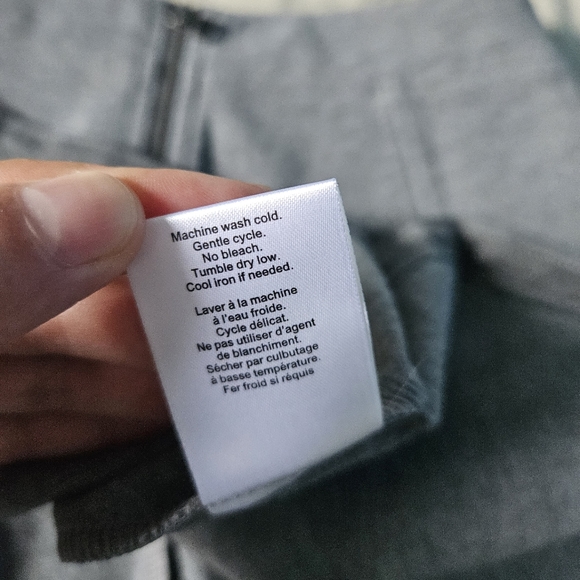 Machine wash cold.
Gentle cycle.
No bleach.
Tumble dry low.
Cool iron if needed.
Laver à la machine
à l'eau froide.
Cycle délicat.
Ne pas utiliser d'agent
de blanchiment.
Sécher par culbutage
à basse température.
Fer froid si réquis